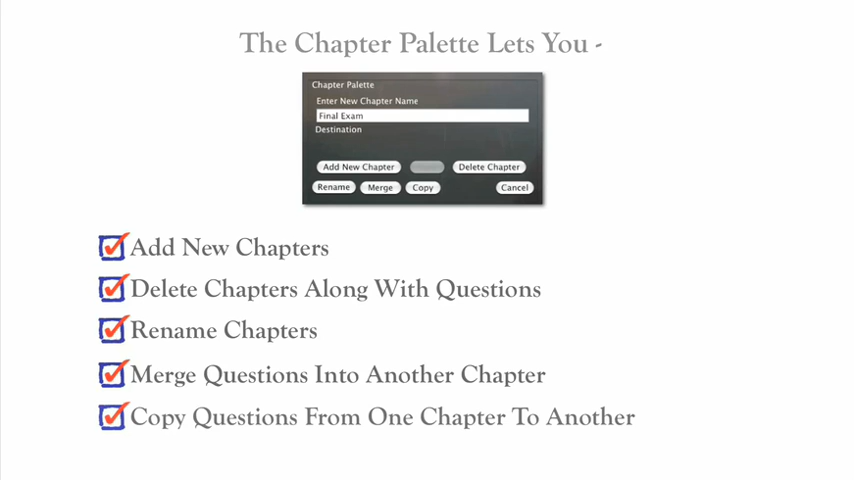 The Chapter Palette Lets You -
Chapter Palette
Enter New Chapter Name
Final Exam
Destination
Add New Chapter
Delete Chapter
Rename
Merge
Copy
Cancel
Add New Chapters
Delete Chapters Along With Questions
Rename Chapters
Merge Questions Into Another Chapter
Copy Questions From One Chapter To Another